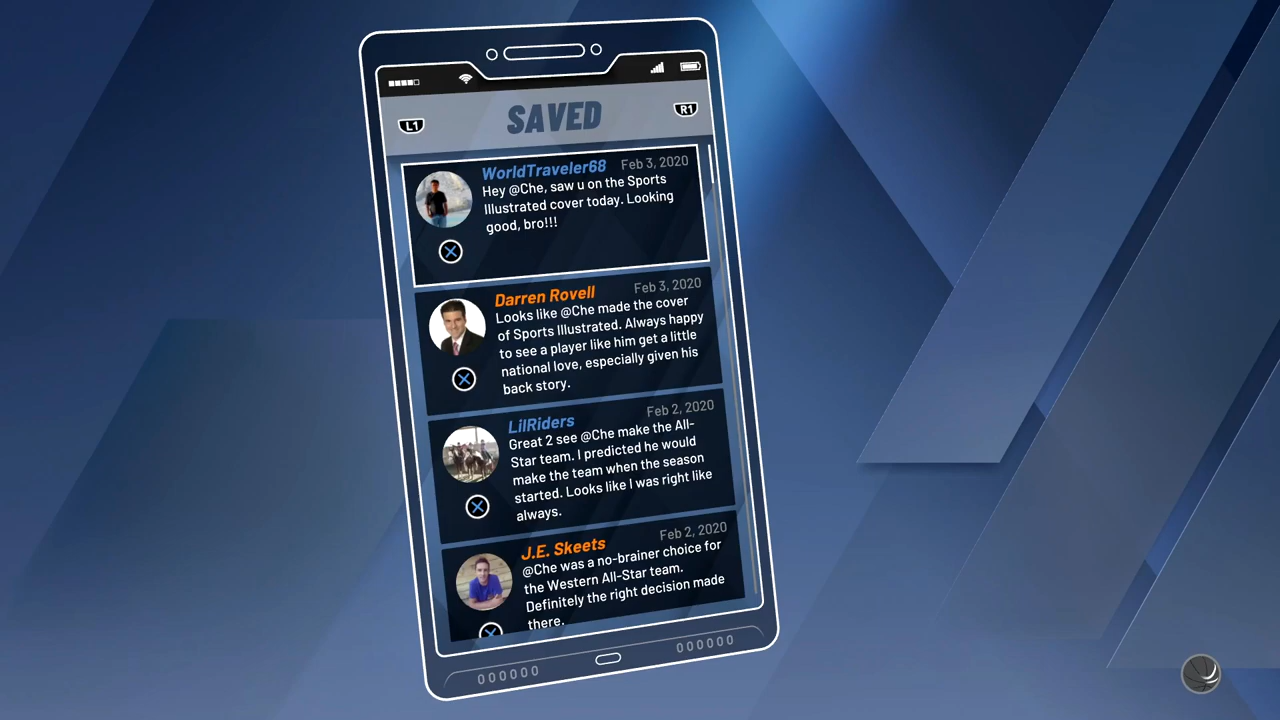 L1
SAVED
R1
WorldTraveler68 Feb 3, 2020
Hey @Che, saw u on the Sports
Illustrated cover today. Looking
good, bro!!!
Darren Rovell Feb 3, 2020
Looks like @Che made the cover
of Sports Illustrated. Always happy
to see a player like him get a little
national love, especially given his
back story.
LilRiders Feb 2, 2020
Great 2 see @Che make the All-
Star team. I predicted he would
make the team when the season
started. Looks like I was right like
always.
J.E. Skeets Feb 2, 2020
@Che was a no-brainer choice for
the Western All-Star team.
Definitely the right decision made
there.